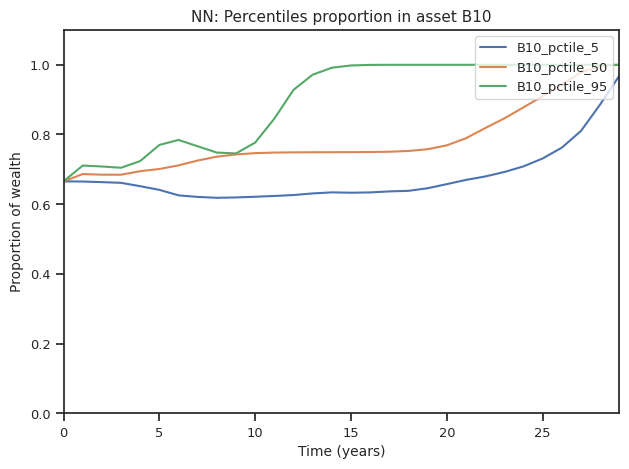 NN: Percentiles proportion in asset B10
B10_pctile_5
B10_pctile_50
B10_pctile_95
Proportion of wealth
1.0
0.8
0.6
0.4
0.2
0.0
0 5 10 15 20 25
Time (years)